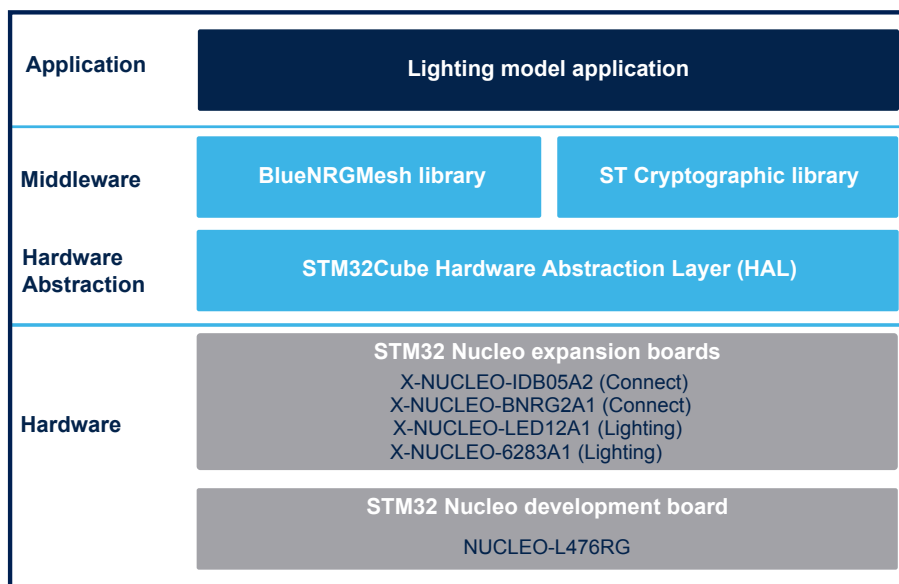 Application
Lighting model application
Middleware
BlueNRGMesh library
ST Cryptographic library
Hardware
Abstraction
STM32Cube Hardware Abstraction Layer (HAL)
Hardware
STM32 Nucleo expansion boards
X-NUCLEO-IDB05A2 (Connect)
X-NUCLEO-BNRG2A1 (Connect)
X-NUCLEO-LED12A1 (Lighting)
X-NUCLEO-6283A1 (Lighting)
STM32 Nucleo development board
NUCLEO-L476RG